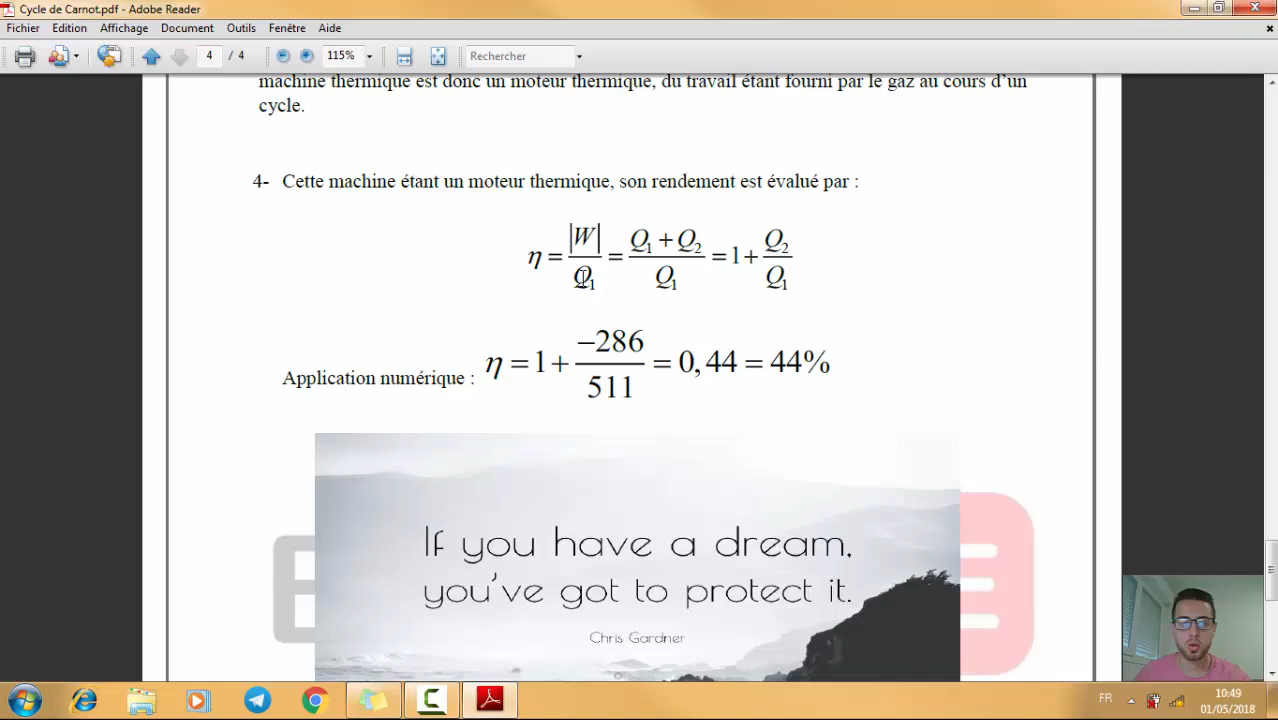 Cycle de Carnot.pdf - Adobe Reader
Fichier Edition Affichage Document Outils Fenêtre Aide
4 / 4 115% Rechercher
machine thermique est donc un moteur thermique, du travail étant fourni par le gaz au cours d'un
cycle.
4- Cette machine étant un moteur thermique, son rendement est évalué par :
η = |W| / Q₁ = (Q₁ + Q₂) / Q₁ = 1 + Q₂ / Q₁
Application numérique : η = 1 + −286 / 511 = 0,44 = 44%
If you have a dream,
you've got to protect it.
Chris Gardner
FR 10:49
01/05/2018